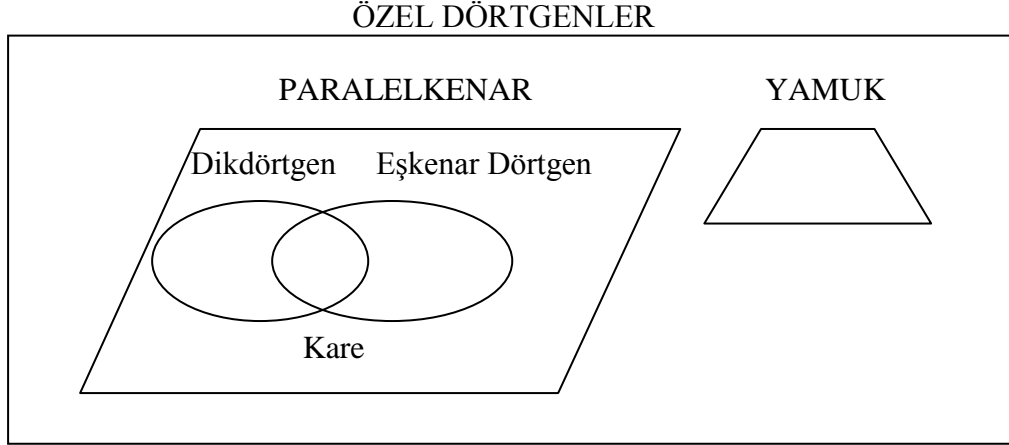 ÖZEL DÖRTGENLER
PARALELKENAR YAMUK
Dikdörtgen Eşkenar Dörtgen
Kare